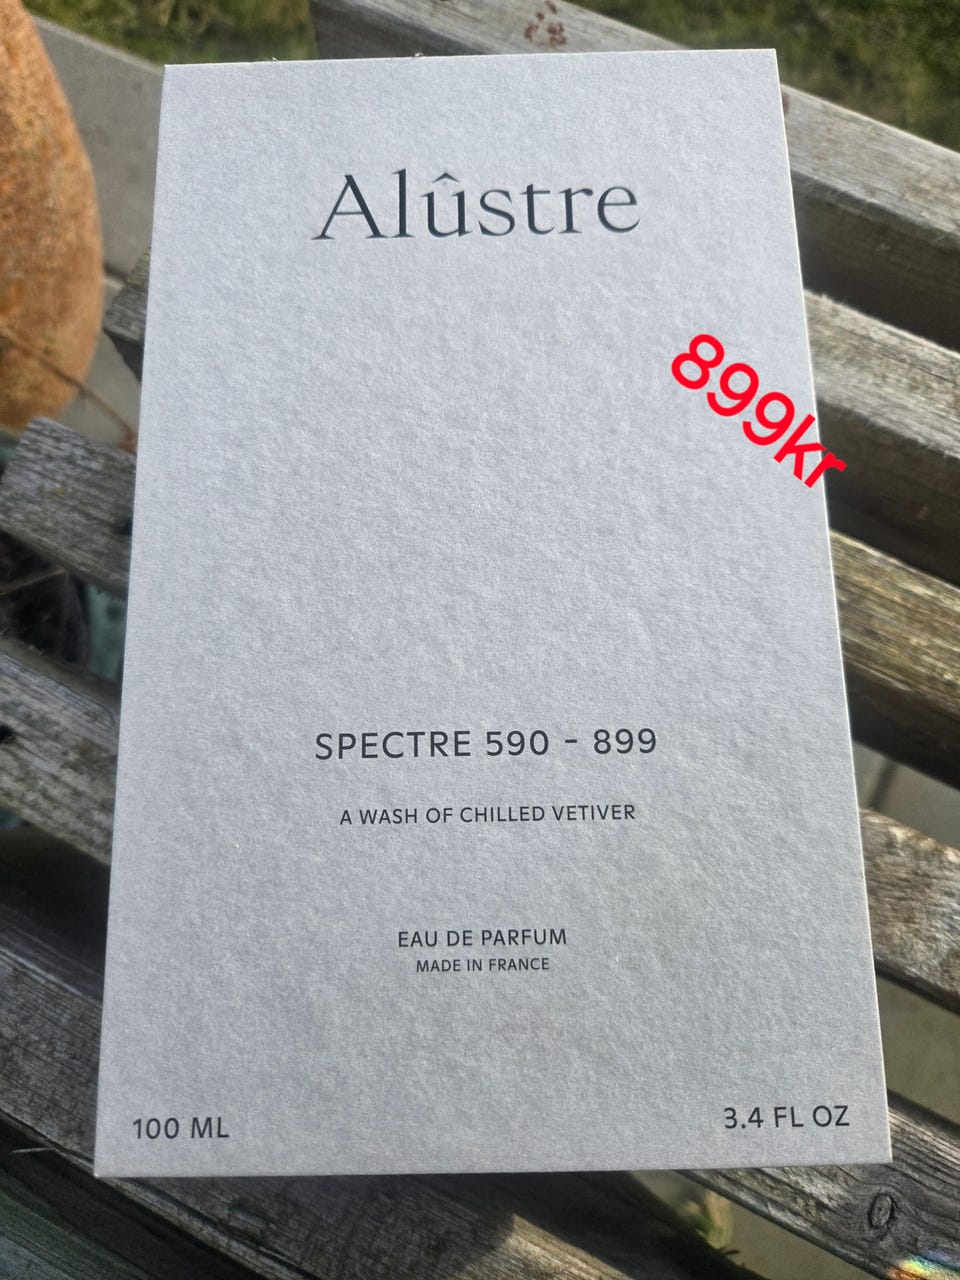 Alûstre
899kr
SPECTRE 590 - 899
A WASH OF CHILLED VETIVER
EAU DE PARFUM
MADE IN FRANCE
100 ML
3.4 FL OZ